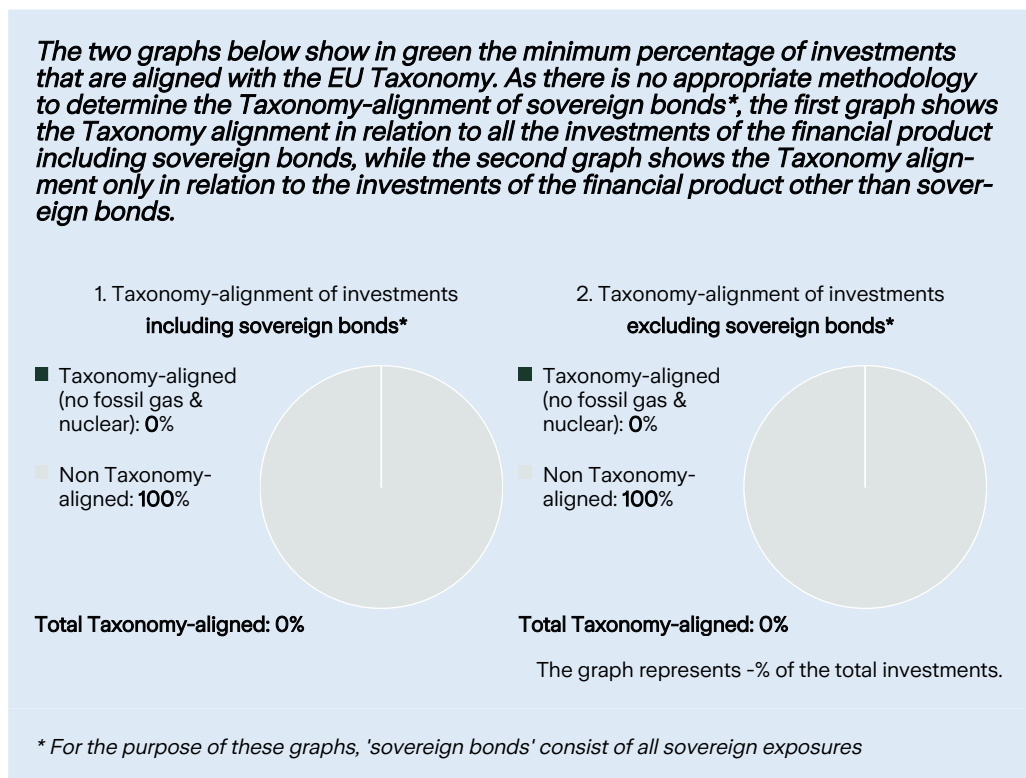 The two graphs below show in green the minimum percentage of investments
that are aligned with the EU Taxonomy. As there is no appropriate methodology
to determine the Taxonomy-alignment of sovereign bonds*, the first graph shows
the Taxonomy alignment in relation to all the investments of the financial product
including sovereign bonds, while the second graph shows the Taxonomy align-
ment only in relation to the investments of the financial product other than sover-
eign bonds.
1. Taxonomy-alignment of investments
including sovereign bonds*
Taxonomy-aligned
(no fossil gas &
nuclear): 0%
Non Taxonomy-
aligned: 100%
Total Taxonomy-aligned: 0%
2. Taxonomy-alignment of investments
excluding sovereign bonds*
Taxonomy-aligned
(no fossil gas &
nuclear): 0%
Non Taxonomy-
aligned: 100%
Total Taxonomy-aligned: 0%
The graph represents -% of the total investments.
* For the purpose of these graphs, 'sovereign bonds' consist of all sovereign exposures